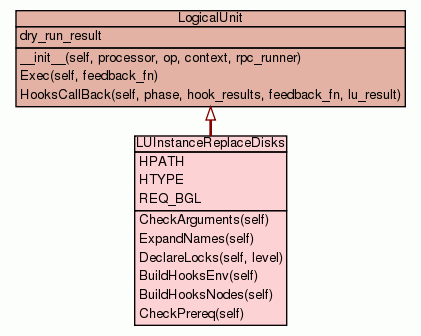 LogicalUnit
dry_run_result
__init__(self, processor, op, context, rpc_runner)
Exec(self, feedback_fn)
HooksCallBack(self, phase, hook_results, feedback_fn, lu_result)
LUInstanceReplaceDisks
HPATH
HTYPE
REQ_BGL
CheckArguments(self)
ExpandNames(self)
DeclareLocks(self, level)
BuildHooksEnv(self)
BuildHooksNodes(self)
CheckPrereq(self)